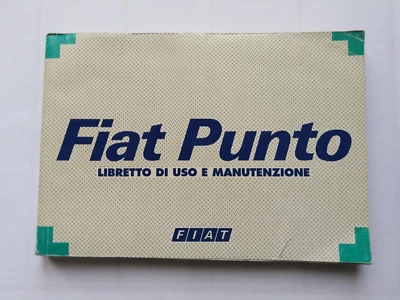 Fiat Punto
LIBRETTO DI USO E MANUTENZIONE
FIAT